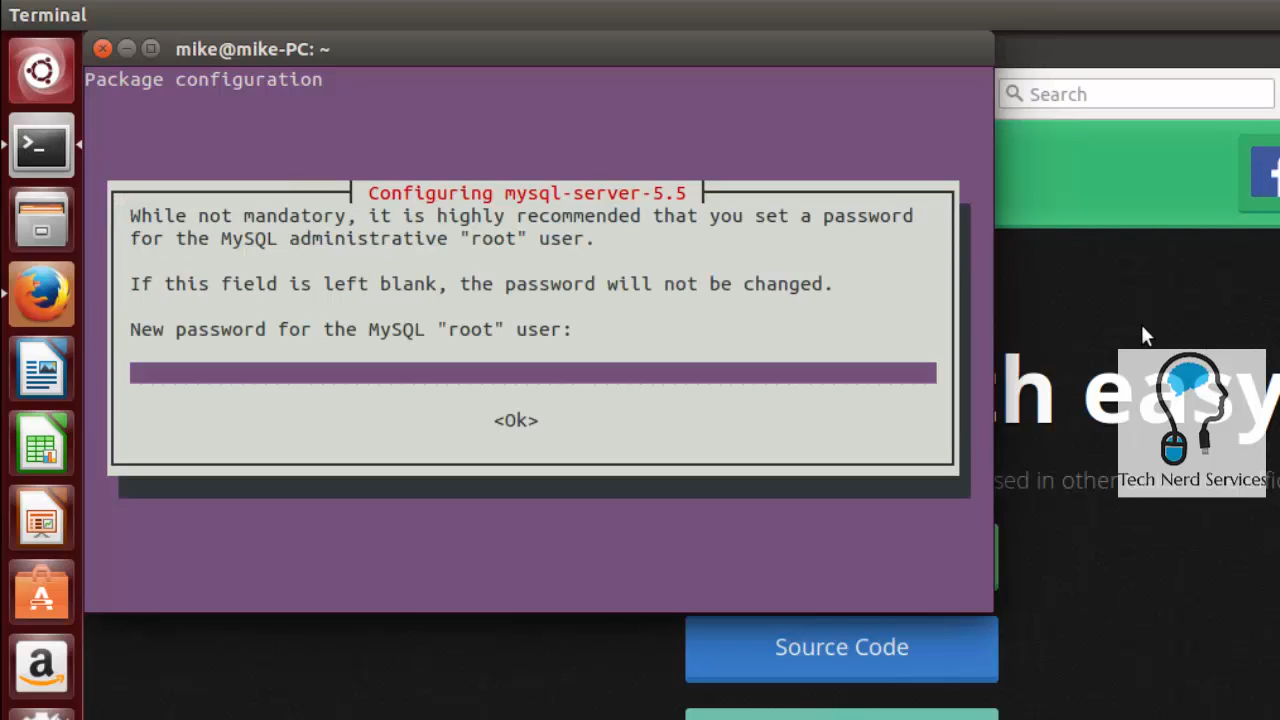 Terminal
mike@mike-PC: ~
Package configuration
Search
Configuring mysql-server-5.5
While not mandatory, it is highly recommended that you set a password
for the MySQL administrative "root" user.
If this field is left blank, the password will not be changed.
New password for the MySQL "root" user:
<Ok>
h easy
sed in other
Tech Nerd Services
Source Code